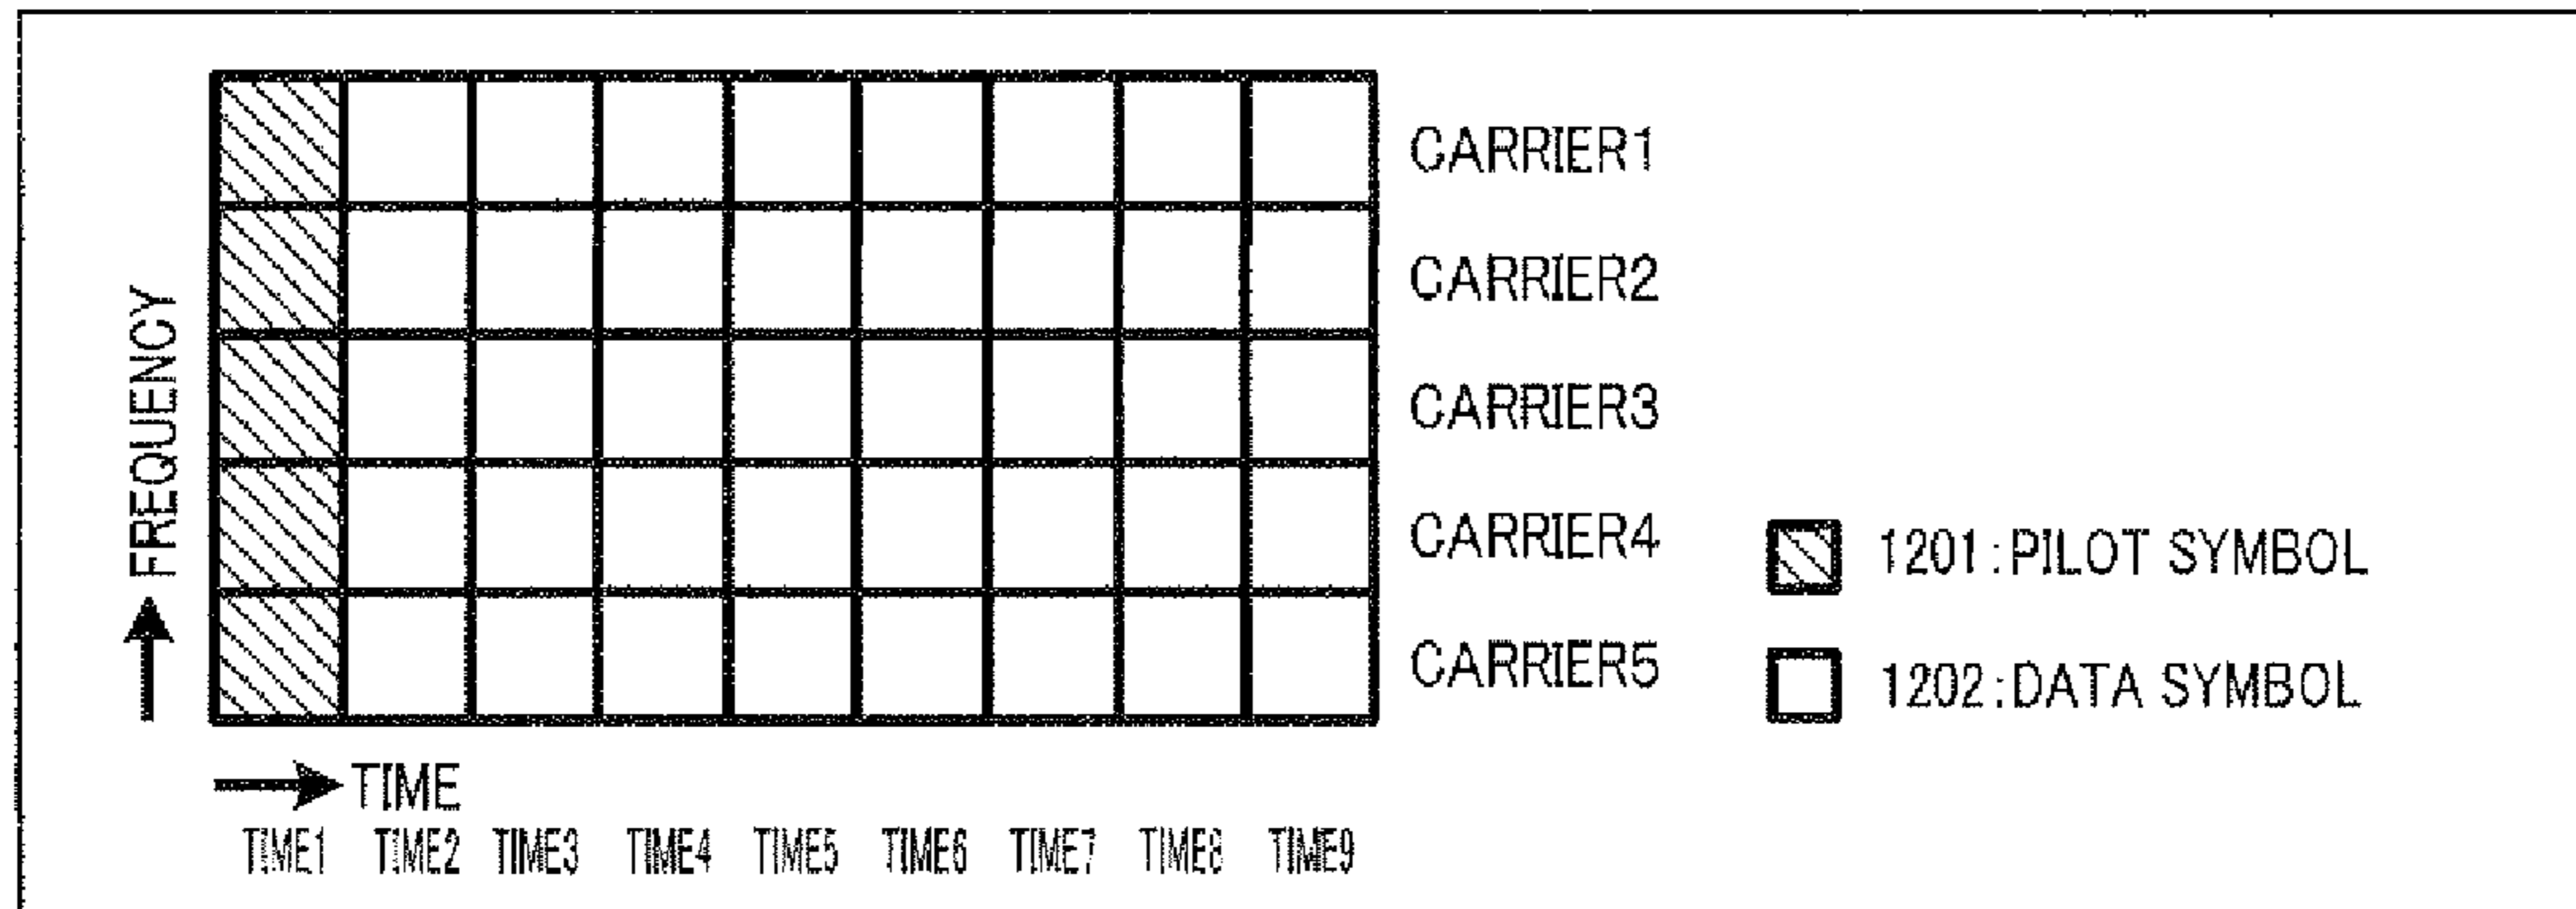 CARRIER1
CARRIER2
CARRIER3
CARRIER4
CARRIER5
FREQUENCY
1201:PILOT SYMBOL
1202:DATA SYMBOL
TIME
TIME1 TIME2 TIME3 TIME4 TIME5 TIME6 TIME7 TIME8 TIME9